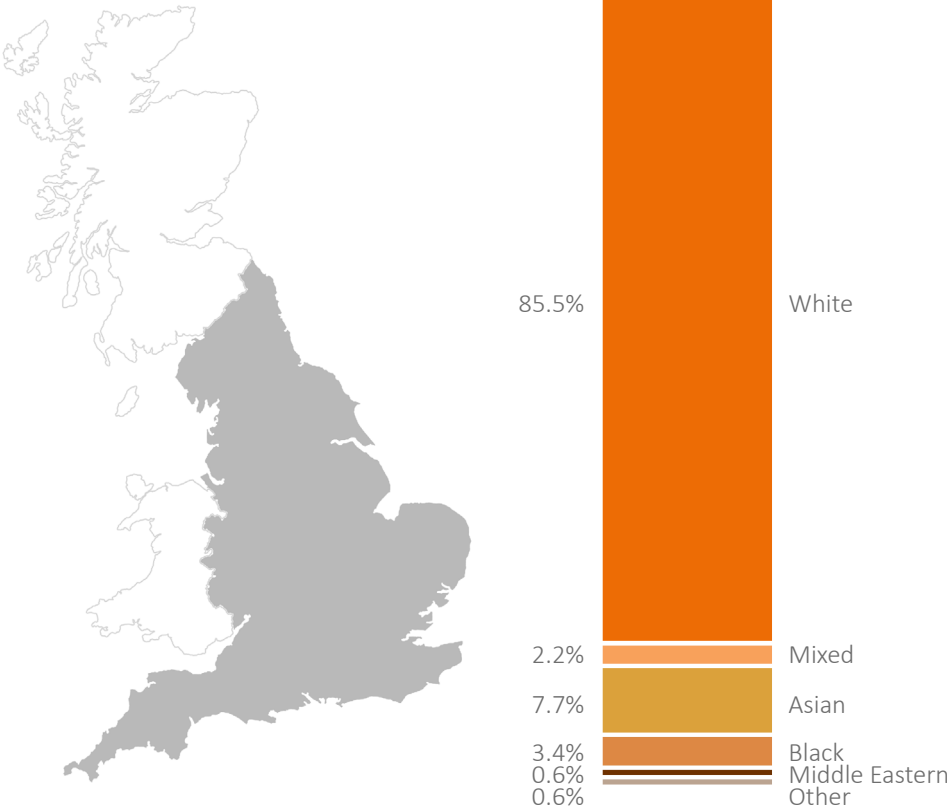 85.5% White
2.2% Mixed
7.7% Asian
3.4% Black
0.6% Middle Eastern
0.6% Other